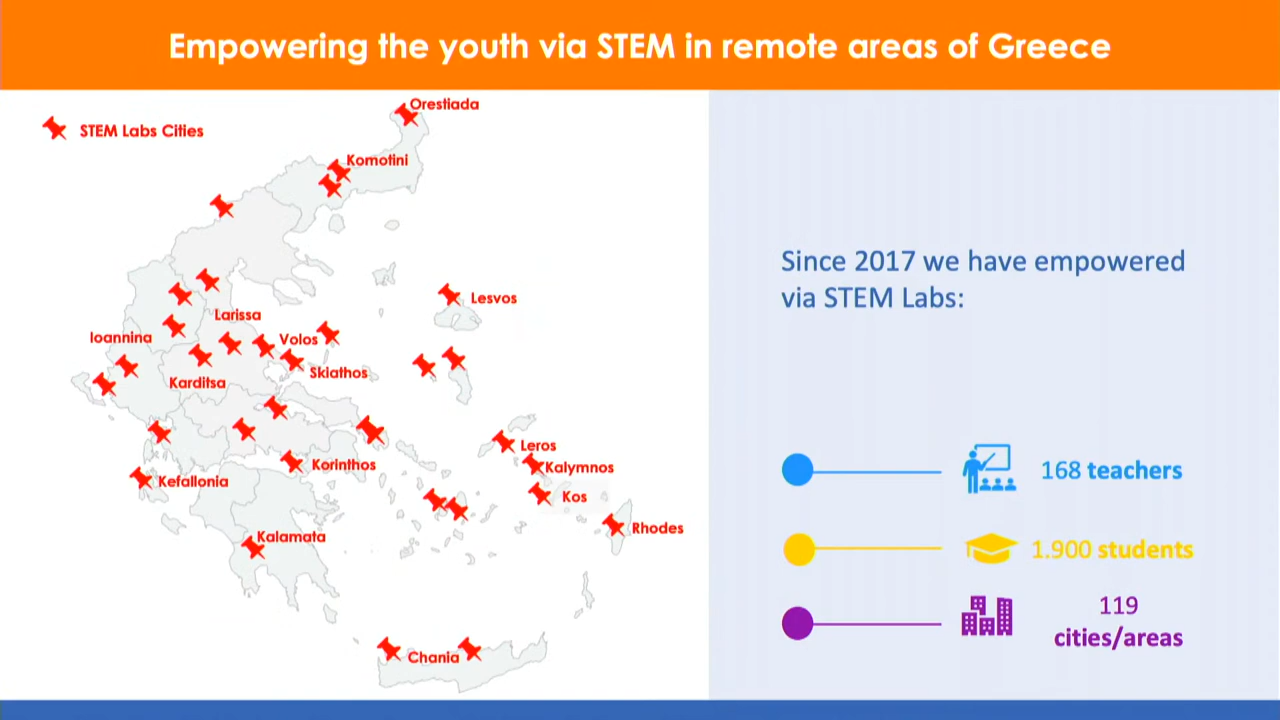 Empowering the youth via STEM in remote areas of Greece
STEM Labs Cities
Orestiada
Komotini
Lesvos
Larissa
Ioannina
Volos
Skiathos
Karditsa
Leros
Korinthos
Kalymnos
Kefallonia
Kos
Rhodes
Kalamata
Chania
Since 2017 we have empowered
via STEM Labs:
168 teachers
1.900 students
119
cities/areas